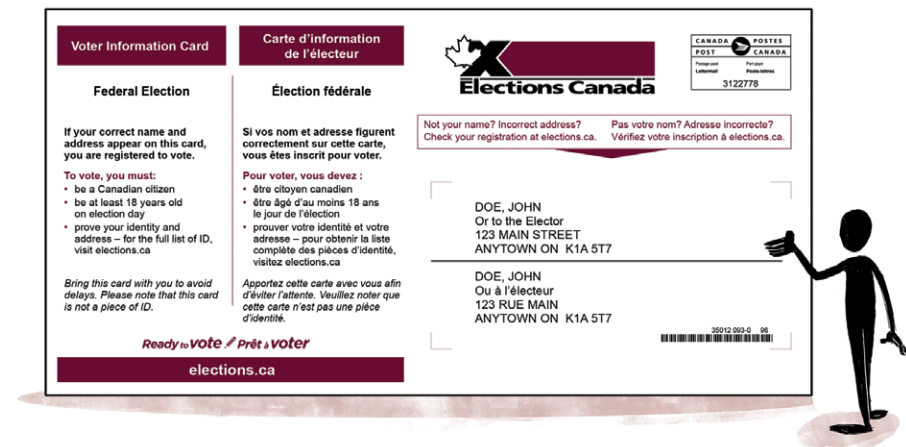 Voter Information Card
Federal Election
If your correct name and
address appear on this card,
you are registered to vote.
To vote, you must:
• be a Canadian citizen
• be at least 18 years old
on election day
• prove your identity and
address – for the full list of ID,
visit elections.ca
Bring this card with you to avoid
delays. Please note that this card
is not a piece of ID.
Carte d'information
de l'électeur
Élection fédérale
Si vos nom et adresse figurent
correctement sur cette carte,
vous êtes inscrit pour voter.
Pour voter, vous devez :
• être citoyen canadien
• être âgé d'au moins 18 ans
le jour de l'élection
• prouver votre identité et votre
adresse – pour obtenir la liste
complète des pièces d'identité,
visitez elections.ca
Apportez cette carte avec vous afin
d'éviter l'attente. Veuillez noter que
cette carte n'est pas une pièce
d'identité.
Ready to vote Prêt à voter
elections.ca
Elections Canada
CANADA POSTES
POST CANADA
Postage paid Port payé
Lettermail Poste-lettres
3122778
Not your name? Incorrect address?
Check your registration at elections.ca.
Pas votre nom? Adresse incorrecte?
Vérifiez votre inscription à elections.ca.
DOE, JOHN
Or to the Elector
123 MAIN STREET
ANYTOWN ON K1A 5T7
DOE, JOHN
Ou à l'électeur
123 RUE MAIN
ANYTOWN ON K1A 5T7
35012 093-0 96